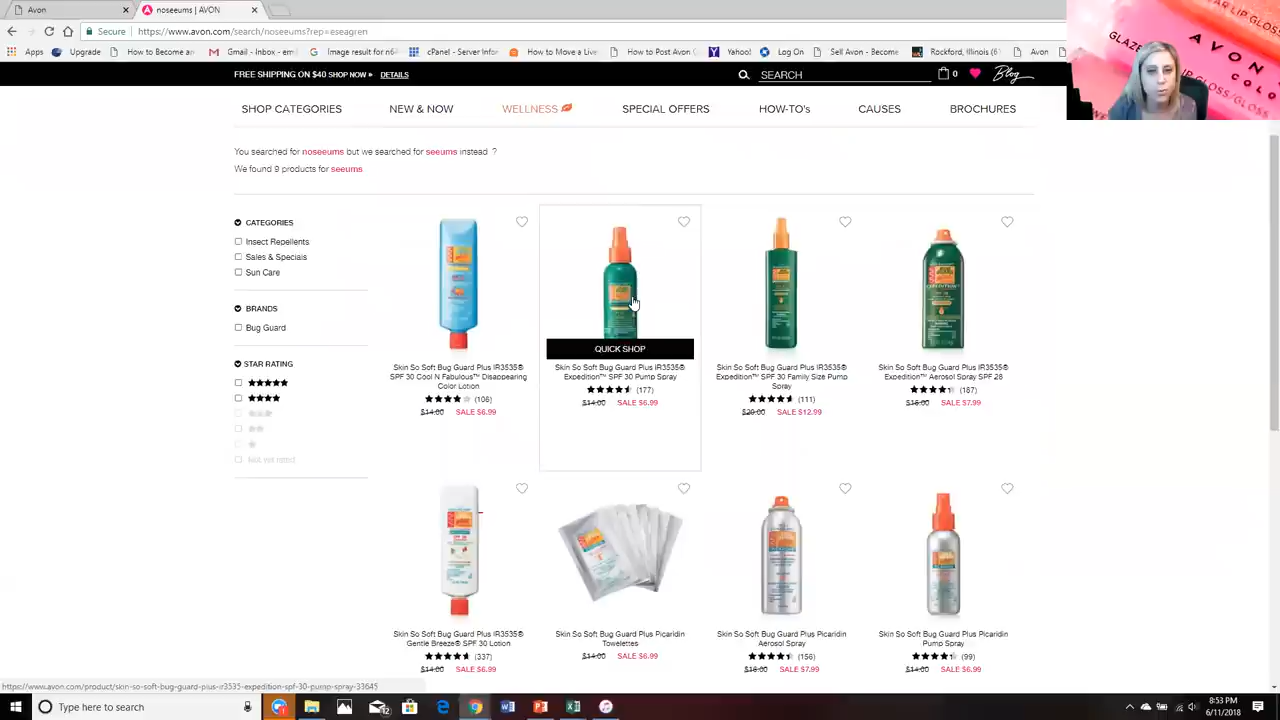 Avon
noseeums | AVON
Secure
https://www.avon.com/search/noseeums?rep=eseagren
Apps
Upgrade
How to Become an
Gmail - Inbox - em
Image result for n64
cPanel - Server Infor
How to Move a Live
How to Post Avon C
Yahoo!
Log On
Sell Avon - Become
Rockford, Illinois (61
Avon
FREE SHIPPING ON $40 SHOP NOW » DETAILS
SEARCH
0
Blog
SHOP CATEGORIES
NEW & NOW
WELLNESS
SPECIAL OFFERS
HOW-TO's
CAUSES
BROCHURES
GLAZE
AVON
COLOR
LIP GLOSS/GLOSS
You searched for noseeums but we searched for seeums instead ?
We found 9 products for seeums
CATEGORIES
Insect Repellents
Sales & Specials
Sun Care
BRANDS
Bug Guard
STAR RATING
Not yet rated
QUICK SHOP
Skin So Soft Bug Guard Plus IR3535®
SPF 30 Cool N Fabulous™ Disappearing
Color Lotion
(106)
$14.00 SALE $6.99
Skin So Soft Bug Guard Plus IR3535®
Expedition™ SPF 30 Pump Spray
(177)
$14.00 SALE $6.99
Skin So Soft Bug Guard Plus IR3535®
Expedition™ SPF 30 Family Size Pump
Spray
(111)
$20.00 SALE $12.99
Skin So Soft Bug Guard Plus IR3535®
Expedition™ Aerosol Spray SPF 28
(187)
$16.00 SALE $7.99
Skin So Soft Bug Guard Plus IR3535®
Gentle Breeze® SPF 30 Lotion
(337)
$14.00 SALE $6.99
Skin So Soft Bug Guard Plus Picaridin
Towelettes
$14.00 SALE $6.99
Skin So Soft Bug Guard Plus Picaridin
Aerosol Spray
(156)
$16.00 SALE $7.99
Skin So Soft Bug Guard Plus Picaridin
Pump Spray
(99)
$14.00 SALE $6.99
https://www.avon.com/product/skin-so-soft-bug-guard-plus-ir3535-expedition-spf-30-pump-spray-33645
Type here to search
8:53 PM
6/11/2018